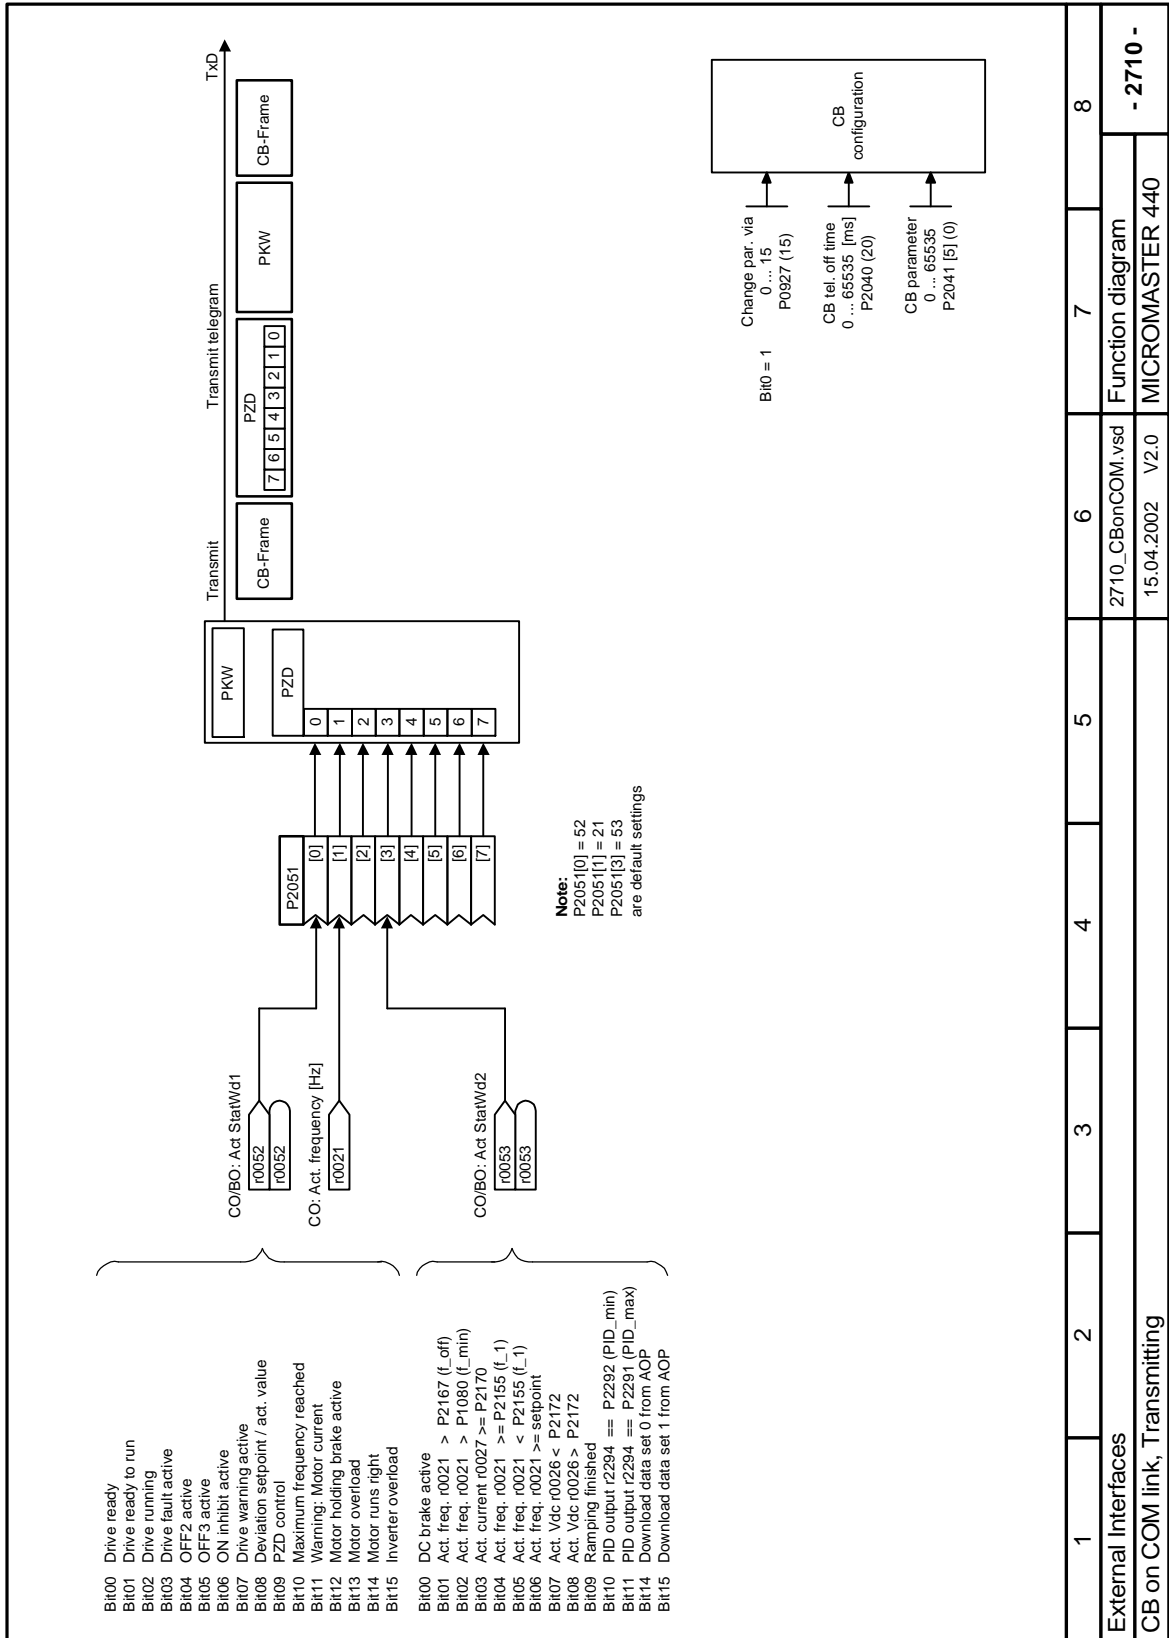 Bit00 Drive ready
Bit01 Drive ready to run
Bit02 Drive running
Bit03 Drive fault active
Bit04 OFF2 active
Bit05 OFF3 active
Bit06 ON inhibit active
Bit07 Drive warning active
Bit08 Deviation setpoint / act. value
Bit09 PZD control
Bit10 Maximum frequency reached
Bit11 Warning: Motor current
Bit12 Motor holding brake active
Bit13 Motor overload
Bit14 Motor runs right
Bit15 Inverter overload
Bit00 DC brake active
Bit01 Act. freq. r0021 > P2167 (f_off)
Bit02 Act. freq. r0021 > P1080 (f_min)
Bit03 Act. current r0027 >= P2170
Bit04 Act. freq. r0021 >= P2155 (f_1)
Bit05 Act. freq. r0021 < P2155 (f_1)
Bit06 Act. freq. r0021 >= setpoint
Bit07 Act. Vdc r0026 < P2172
Bit08 Act. Vdc r0026 > P2172
Bit09 Ramping finished
Bit10 PID output r2294 == P2292 (PID_min)
Bit11 PID output r2294 == P2291 (PID_max)
Bit14 Download data set 0 from AOP
Bit15 Download data set 1 from AOP
CO/BO: Act StatWd1
r0052
r0052
CO: Act. frequency [Hz]
r0021
CO/BO: Act StatWd2
r0053
r0053
P2051
[0]
[1]
[2]
[3]
[4]
[5]
[6]
[7]
Note:
P2051[0] = 52
P2051[1] = 21
P2051[3] = 53
are default settings
PKW
PZD
0
1
2
3
4
5
6
7
Transmit
Transmit telegram
TxD
CB-Frame
PZD
7 6 5 4 3 2 1 0
PKW
CB-Frame
Bit0 = 1
Change par. via
0 ... 15
P0927 (15)
CB tel. off time
0 ... 65535 [ms]
P2040 (20)
CB parameter
0 ... 65535
P2041 [5] (0)
CB
configuration
1 2 3 4 5 6 7 8
External Interfaces
2710_CBonCOM.vsd
Function diagram
- 2710 -
CB on COM link, Transmitting
15.04.2002 V2.0
MICROMASTER 440